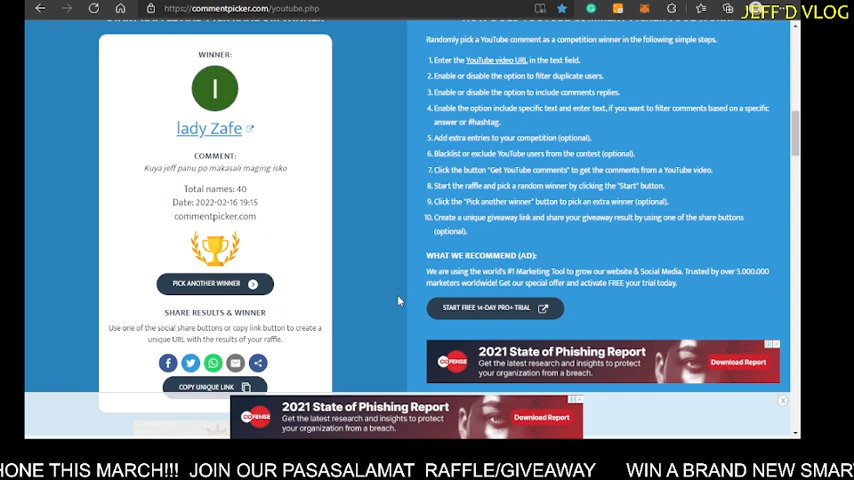 https://commentpicker.com/youtube.php
JEFF D VLOG
WINNER:
I
lady Zafe
COMMENT:
Kuya jeff panu po makasali maging isko
Total names: 40
Date: 2022-02-16 19:15
commentpicker.com
PICK ANOTHER WINNER
SHARE RESULTS & WINNER
Use one of the social share buttons or copy link button to create a
unique URL with the results of your raffle.
COPY UNIQUE LINK
Randomly pick a YouTube comment as a competition winner in the following simple steps.
1. Enter the YouTube video URL in the text field.
2. Enable or disable the option to filter duplicate users.
3. Enable or disable the option to include comments replies.
4. Enable the option include specific text and enter text, if you want to filter comments based on a specific
answer or #hashtag.
5. Add extra entries to your competition (optional).
6. Blacklist or exclude YouTube users from the contest (optional).
7. Click the button "Get YouTube comments" to get the comments from a YouTube video.
8. Start the raffle and pick a random winner by clicking the "Start" button.
9. Click the "Pick another winner" button to pick an extra winner (optional).
10. Create a unique giveaway link and share your giveaway result by using one of the share buttons
(optional).
WHAT WE RECOMMEND (AD):
We are using the world's #1 Marketing Tool to grow our website & Social Media. Trusted by over 5.000.000
marketers worldwide! Get our special offer and activate FREE your trial today.
START FREE 14-DAY PRO+ TRIAL
COFENSE
2021 State of Phishing Report
Get the latest research and insights to protect
your organization from a breach.
Download Report
COFENSE
2021 State of Phishing Report
Get the latest research and insights to protect
your organization from a breach.
Download Report
HONE THIS MARCH!!! JOIN OUR PASASALAMAT RAFFLE/GIVEAWAY WIN A BRAND NEW SMAR